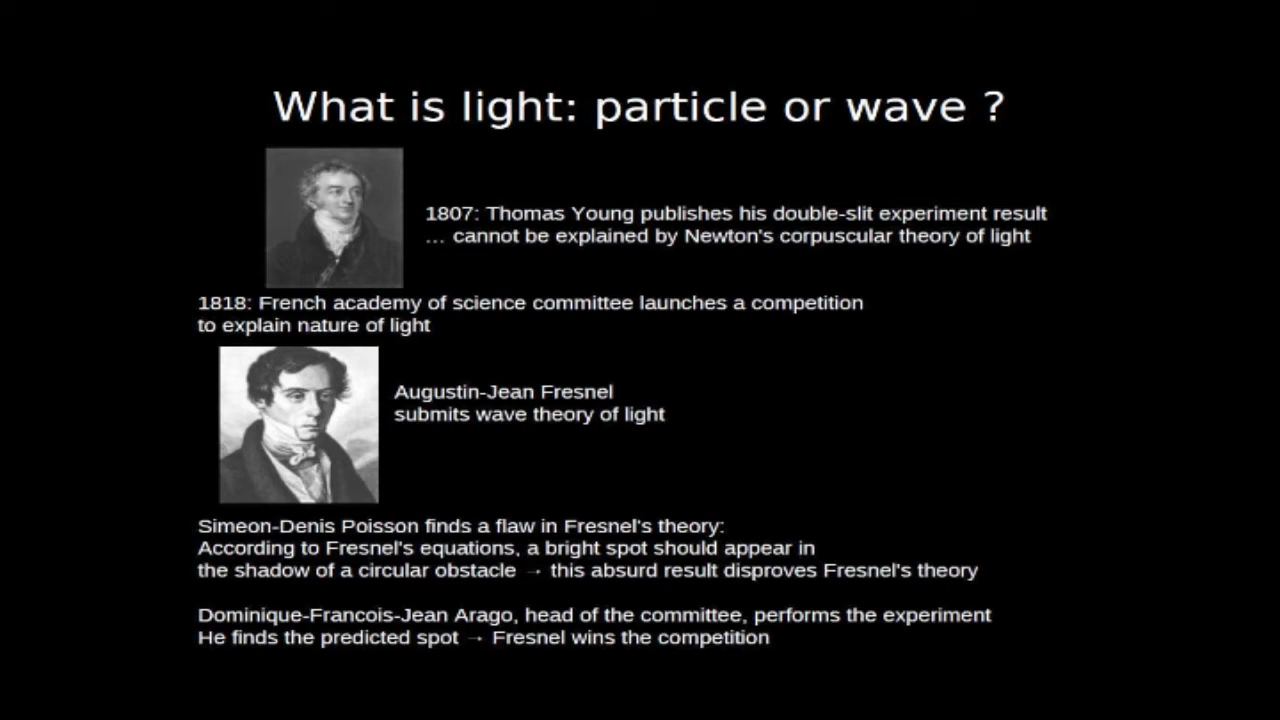 What is light: particle or wave ?
1807: Thomas Young publishes his double-slit experiment result
... cannot be explained by Newton's corpuscular theory of light
1818: French academy of science committee launches a competition
to explain nature of light
Augustin-Jean Fresnel
submits wave theory of light
Simeon-Denis Poisson finds a flaw in Fresnel's theory:
According to Fresnel's equations, a bright spot should appear in
the shadow of a circular obstacle → this absurd result disproves Fresnel's theory
Dominique-Francois-Jean Arago, head of the committee, performs the experiment
He finds the predicted spot → Fresnel wins the competition